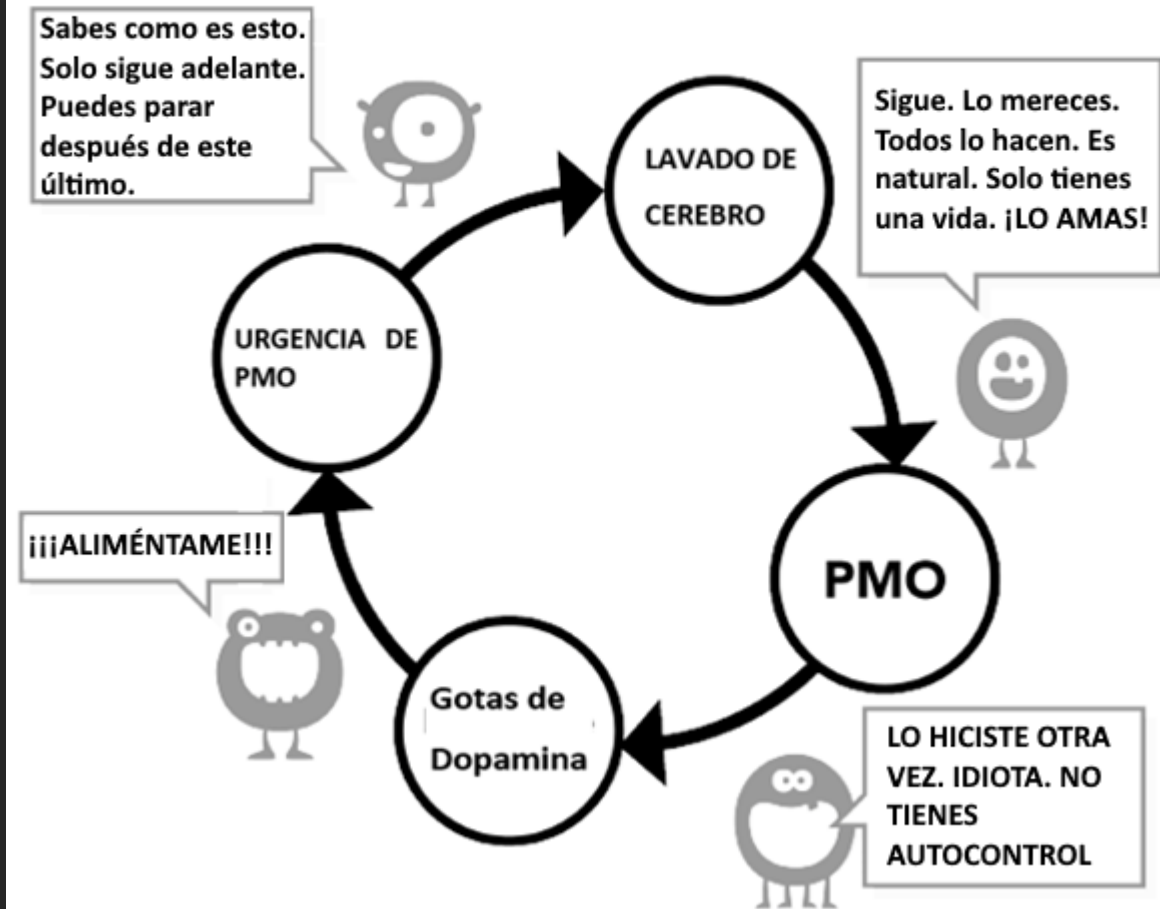 Sabes como es esto.
Solo sigue adelante.
Puedes parar
después de este
último.
LAVADO DE
CEREBRO
Sigue. Lo mereces.
Todos lo hacen. Es
natural. Solo tienes
una vida. ¡LO AMAS!
URGENCIA DE
PMO
¡¡¡ALIMÉNTAME!!!
PMO
Gotas de
Dopamina
LO HICISTE OTRA
VEZ. IDIOTA. NO
TIENES
AUTOCONTROL